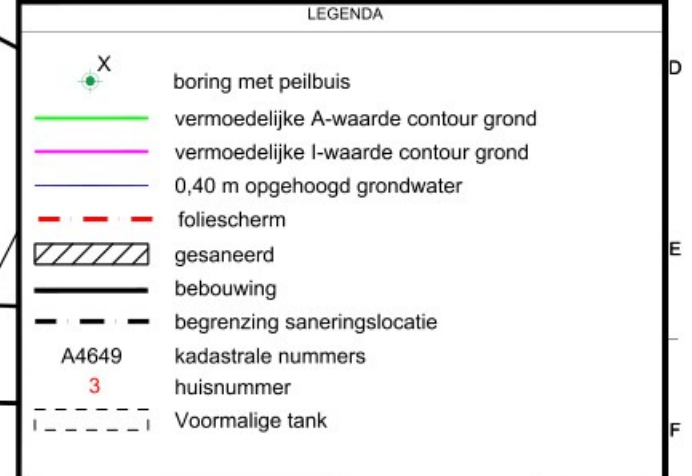 LEGENDA
X
boring met peilbuis
vermoedelijke A-waarde contour grond
vermoedelijke I-waarde contour grond
0,40 m opgehoogd grondwater
foliescherm
gesaneerd
bebouwing
begrenzing saneringslocatie
A4649 kadastrale nummers
3 huisnummer
Voormalige tank
D
E
F